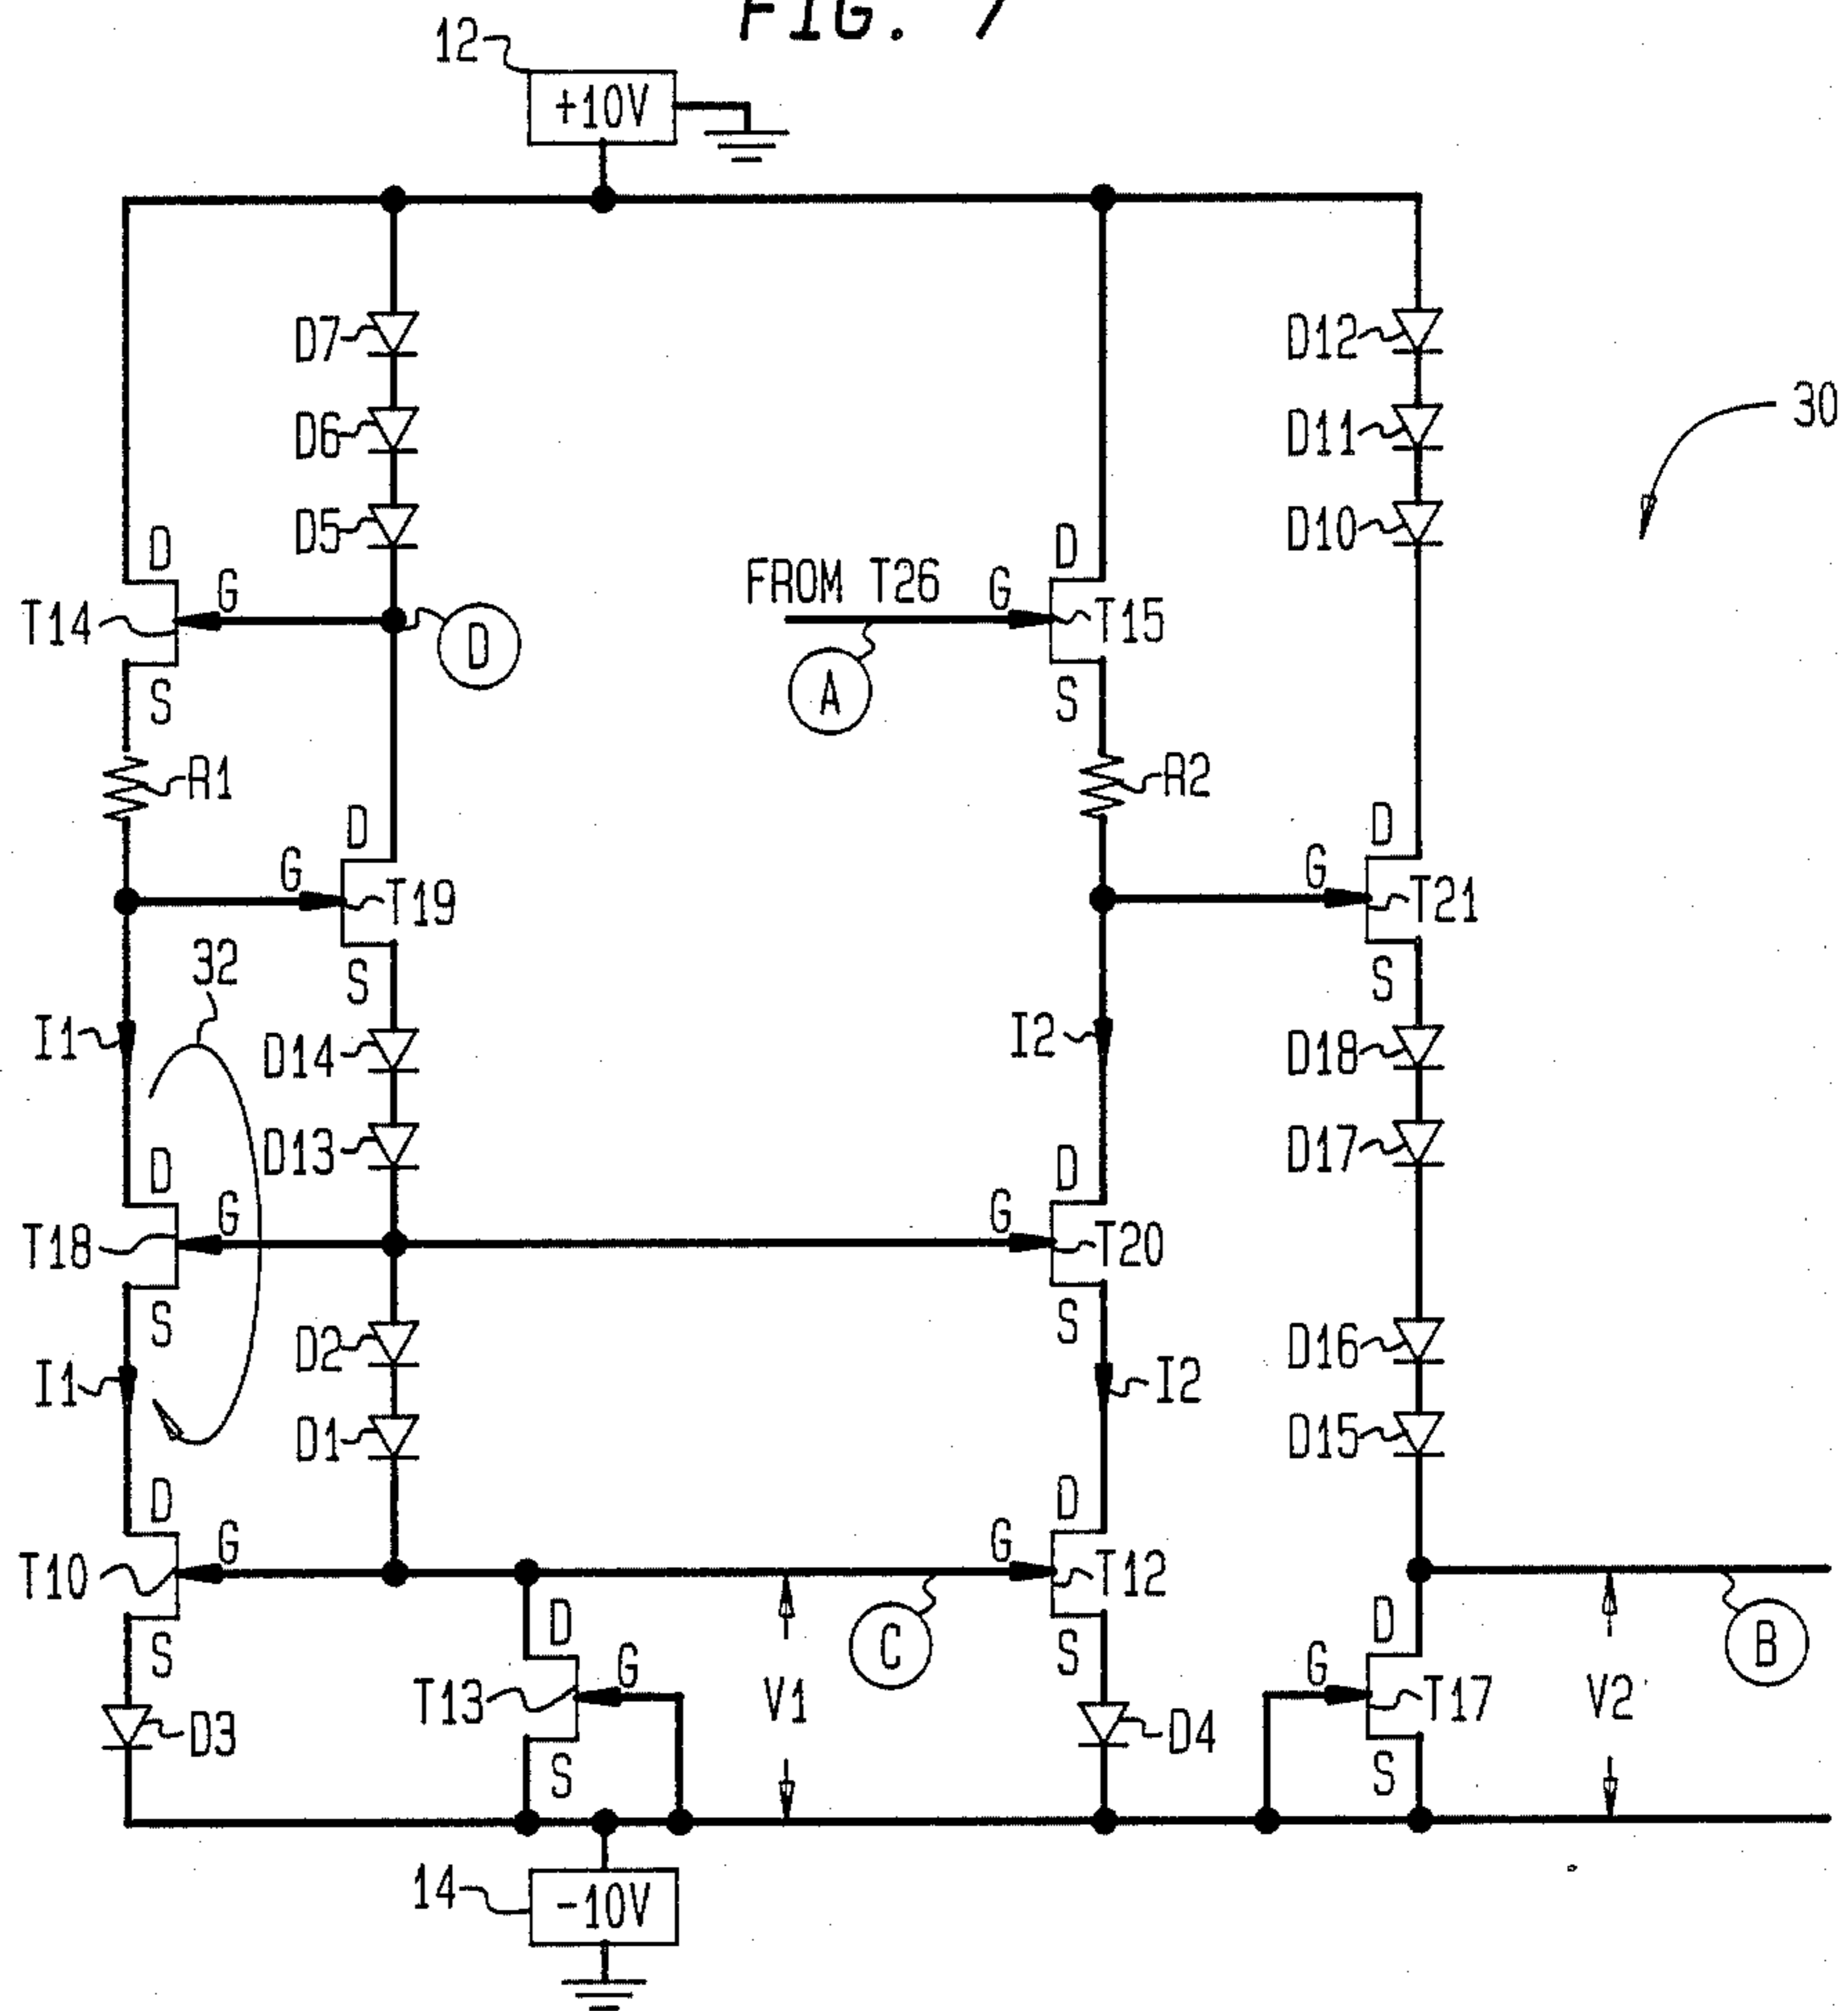 FIG. 7
12
+10V
D7
D12
30
D6
D11
D5
D10
D
D
FROM T26
G
G
T14
T15
D
A
S
S
R1
R2
D
D
G
G
T19
T21
32
S
S
I1
I2
D14
D18
D13
D17
D
D
G
G
T18
T20
S
S
D2
D16
I1
I2
D1
D15
D
D
G
G
T10
T12
D
C
D
B
S
G
S
G
T13
V1
T17
V2
D3
D4
S
S
14
-10V